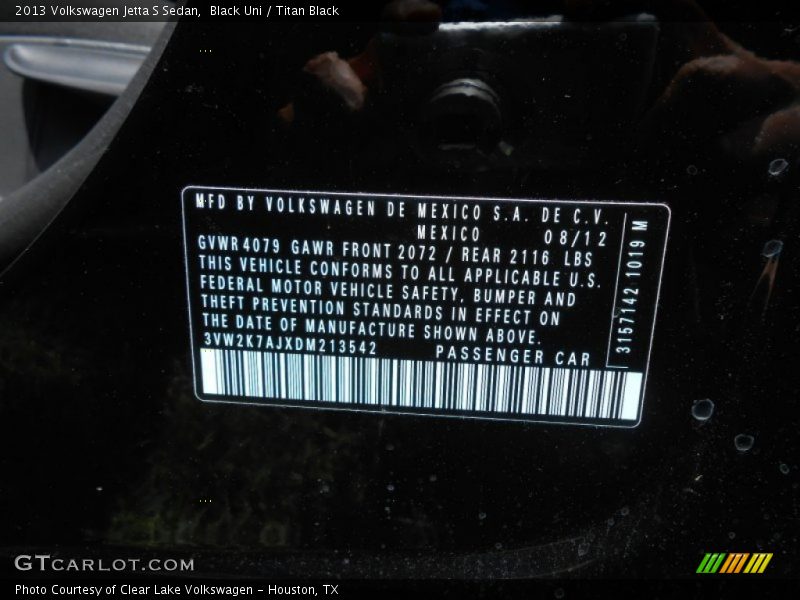 2013 Volkswagen Jetta S Sedan,  Black Uni / Titan Black
MFD BY VOLKSWAGEN DE MEXICO S.A. DE C.V.
MEXICO 08/12
GVWR4079 GAWR FRONT 2072 / REAR 2116 LBS
THIS VEHICLE CONFORMS TO ALL APPLICABLE U.S.
FEDERAL MOTOR VEHICLE SAFETY, BUMPER AND
THEFT PREVENTION STANDARDS IN EFFECT ON
THE DATE OF MANUFACTURE SHOWN ABOVE.
3VW2K7AJXDM213542 PASSENGER CAR
3157142 1019 M
GTCARLOT.COM
Photo Courtesy of Clear Lake Volkswagen - Houston, TX